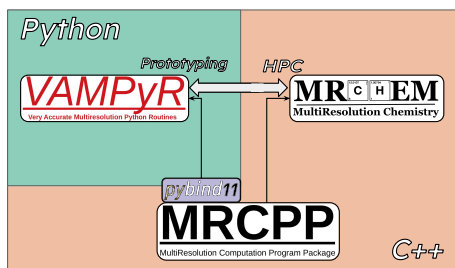 Python
Prototyping
HPC
VAMPyR
Very Accurate Multiresolution Python Routines
MRCHEM
MultiResolution Chemistry
pybind11
MRCPP
MultiResolution Computation Program Package
C++